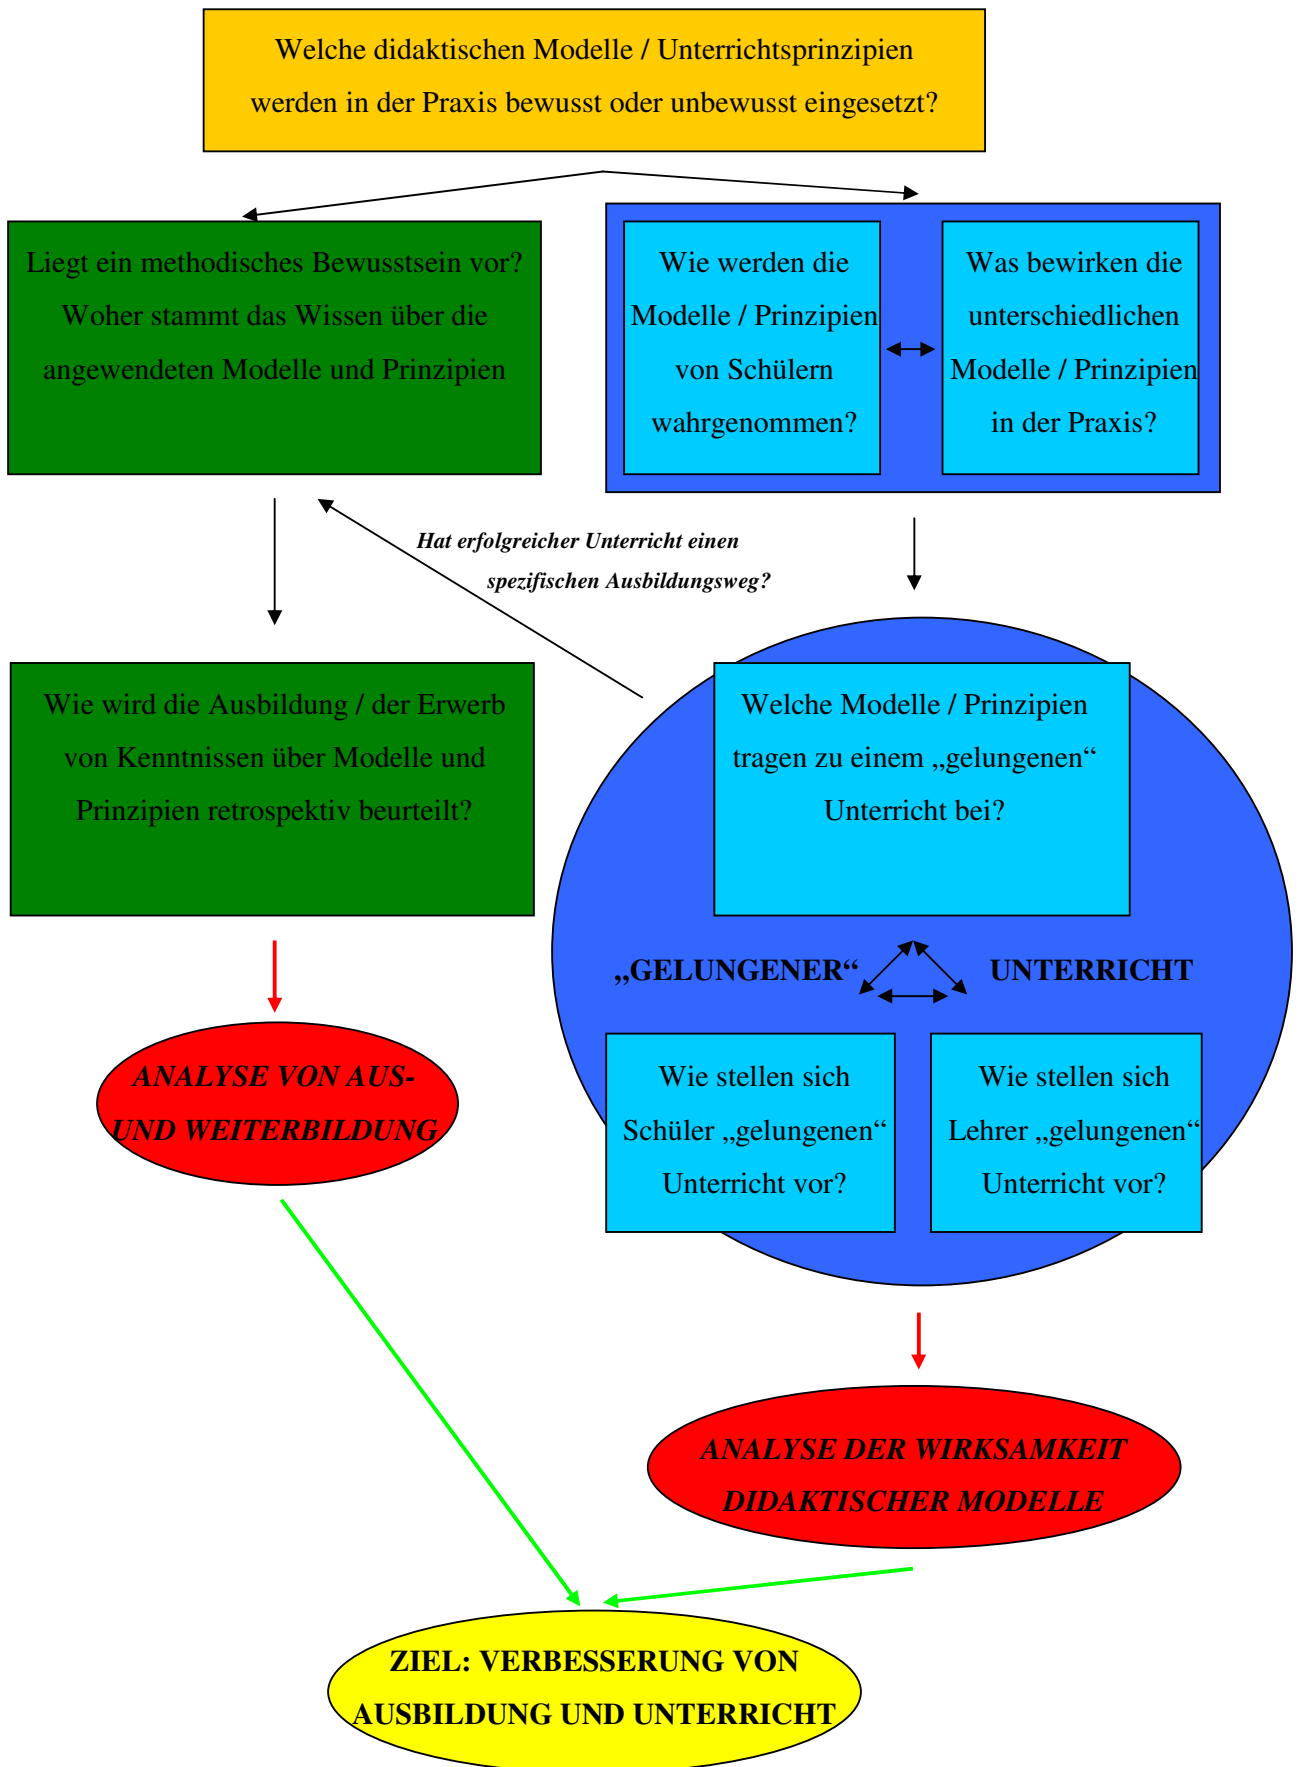 Welche didaktischen Modelle / Unterrichtsprinzipien
werden in der Praxis bewusst oder unbewusst eingesetzt?
Liegt ein methodisches Bewusstsein vor?
Woher stammt das Wissen über die
angewendeten Modelle und Prinzipien
Wie werden die
Modelle / Prinzipien
von Schülern
wahrgenommen?
Was bewirken die
unterschiedlichen
Modelle / Prinzipien
in der Praxis?
Hat erfolgreicher Unterricht einen
spezifischen Ausbildungsweg?
Wie wird die Ausbildung / der Erwerb
von Kenntnissen über Modelle und
Prinzipien retrospektiv beurteilt?
Welche Modelle / Prinzipien
tragen zu einem „gelungenen“
Unterricht bei?
„GELUNGENER“ UNTERRICHT
Wie stellen sich
Schüler „gelungenen“
Unterricht vor?
Wie stellen sich
Lehrer „gelungenen“
Unterricht vor?
ANALYSE VON AUS-
UND WEITERBILDUNG
ANALYSE DER WIRKSAMKEIT
DIDAKTISCHER MODELLE
ZIEL: VERBESSERUNG VON
AUSBILDUNG UND UNTERRICHT